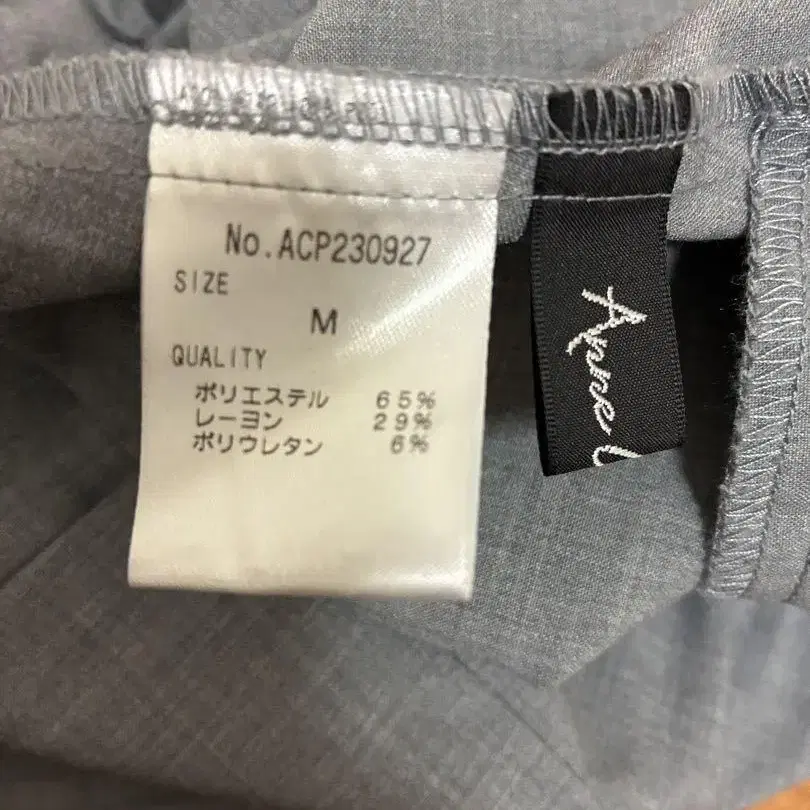 No.ACP230927
SIZE
M
QUALITY
ポリエステル 65%
レーヨン 29%
ポリウレタン 6%
Anne